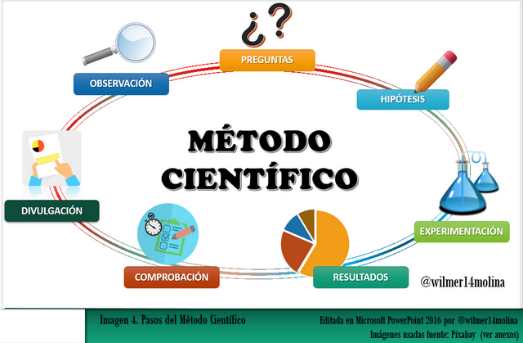 ¿?
PREGUNTAS
OBSERVACIÓN
HIPÓTESIS
MÉTODO
CIENTÍFICO
DIVULGACIÓN
EXPERIMENTACIÓN
COMPROBACIÓN
RESULTADOS
@wilmer14molina
Imagen 4. Pasos del Método Científico
Editada en Microsoft PowerPoint 2016 por @wilmer14molina
Imágenes usadas fuente: Pixabay (ver anexos)